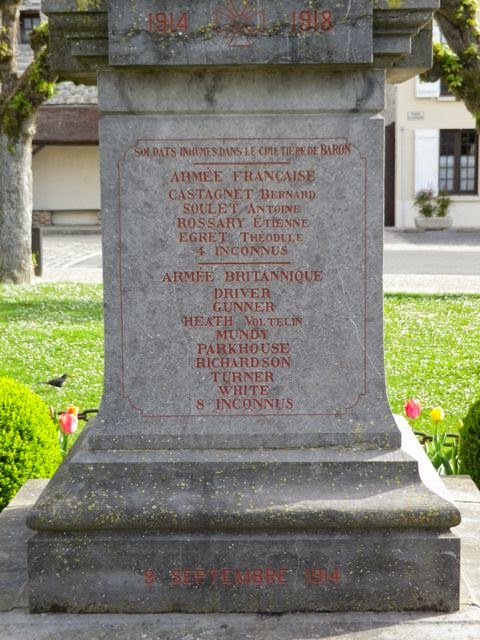 1914 1918
SOLDATS INHUMÉS DANS LE CIMETIÈRE DE BARON
ARMÉE FRANÇAISE
CASTAGNET BERNARD
SOULET ANTOINE
ROSSARY ÉTIENNE
EGRET THÉODULE
4 INCONNUS
ARMÉE BRITANNIQUE
DRIVER
GUNNER
HEATH VOLTELIN
MUNDY
PARKHOUSE
RICHARDSON
TURNER
WHITE
8 INCONNUS
9 SEPTEMBRE 1914